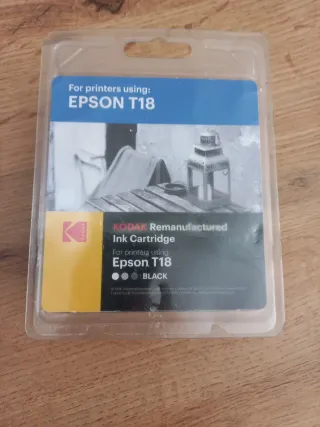 For printers using:
EPSON T18
KODAK Remanufactured
Ink Cartridge
For printers using
Epson T18
BLACK